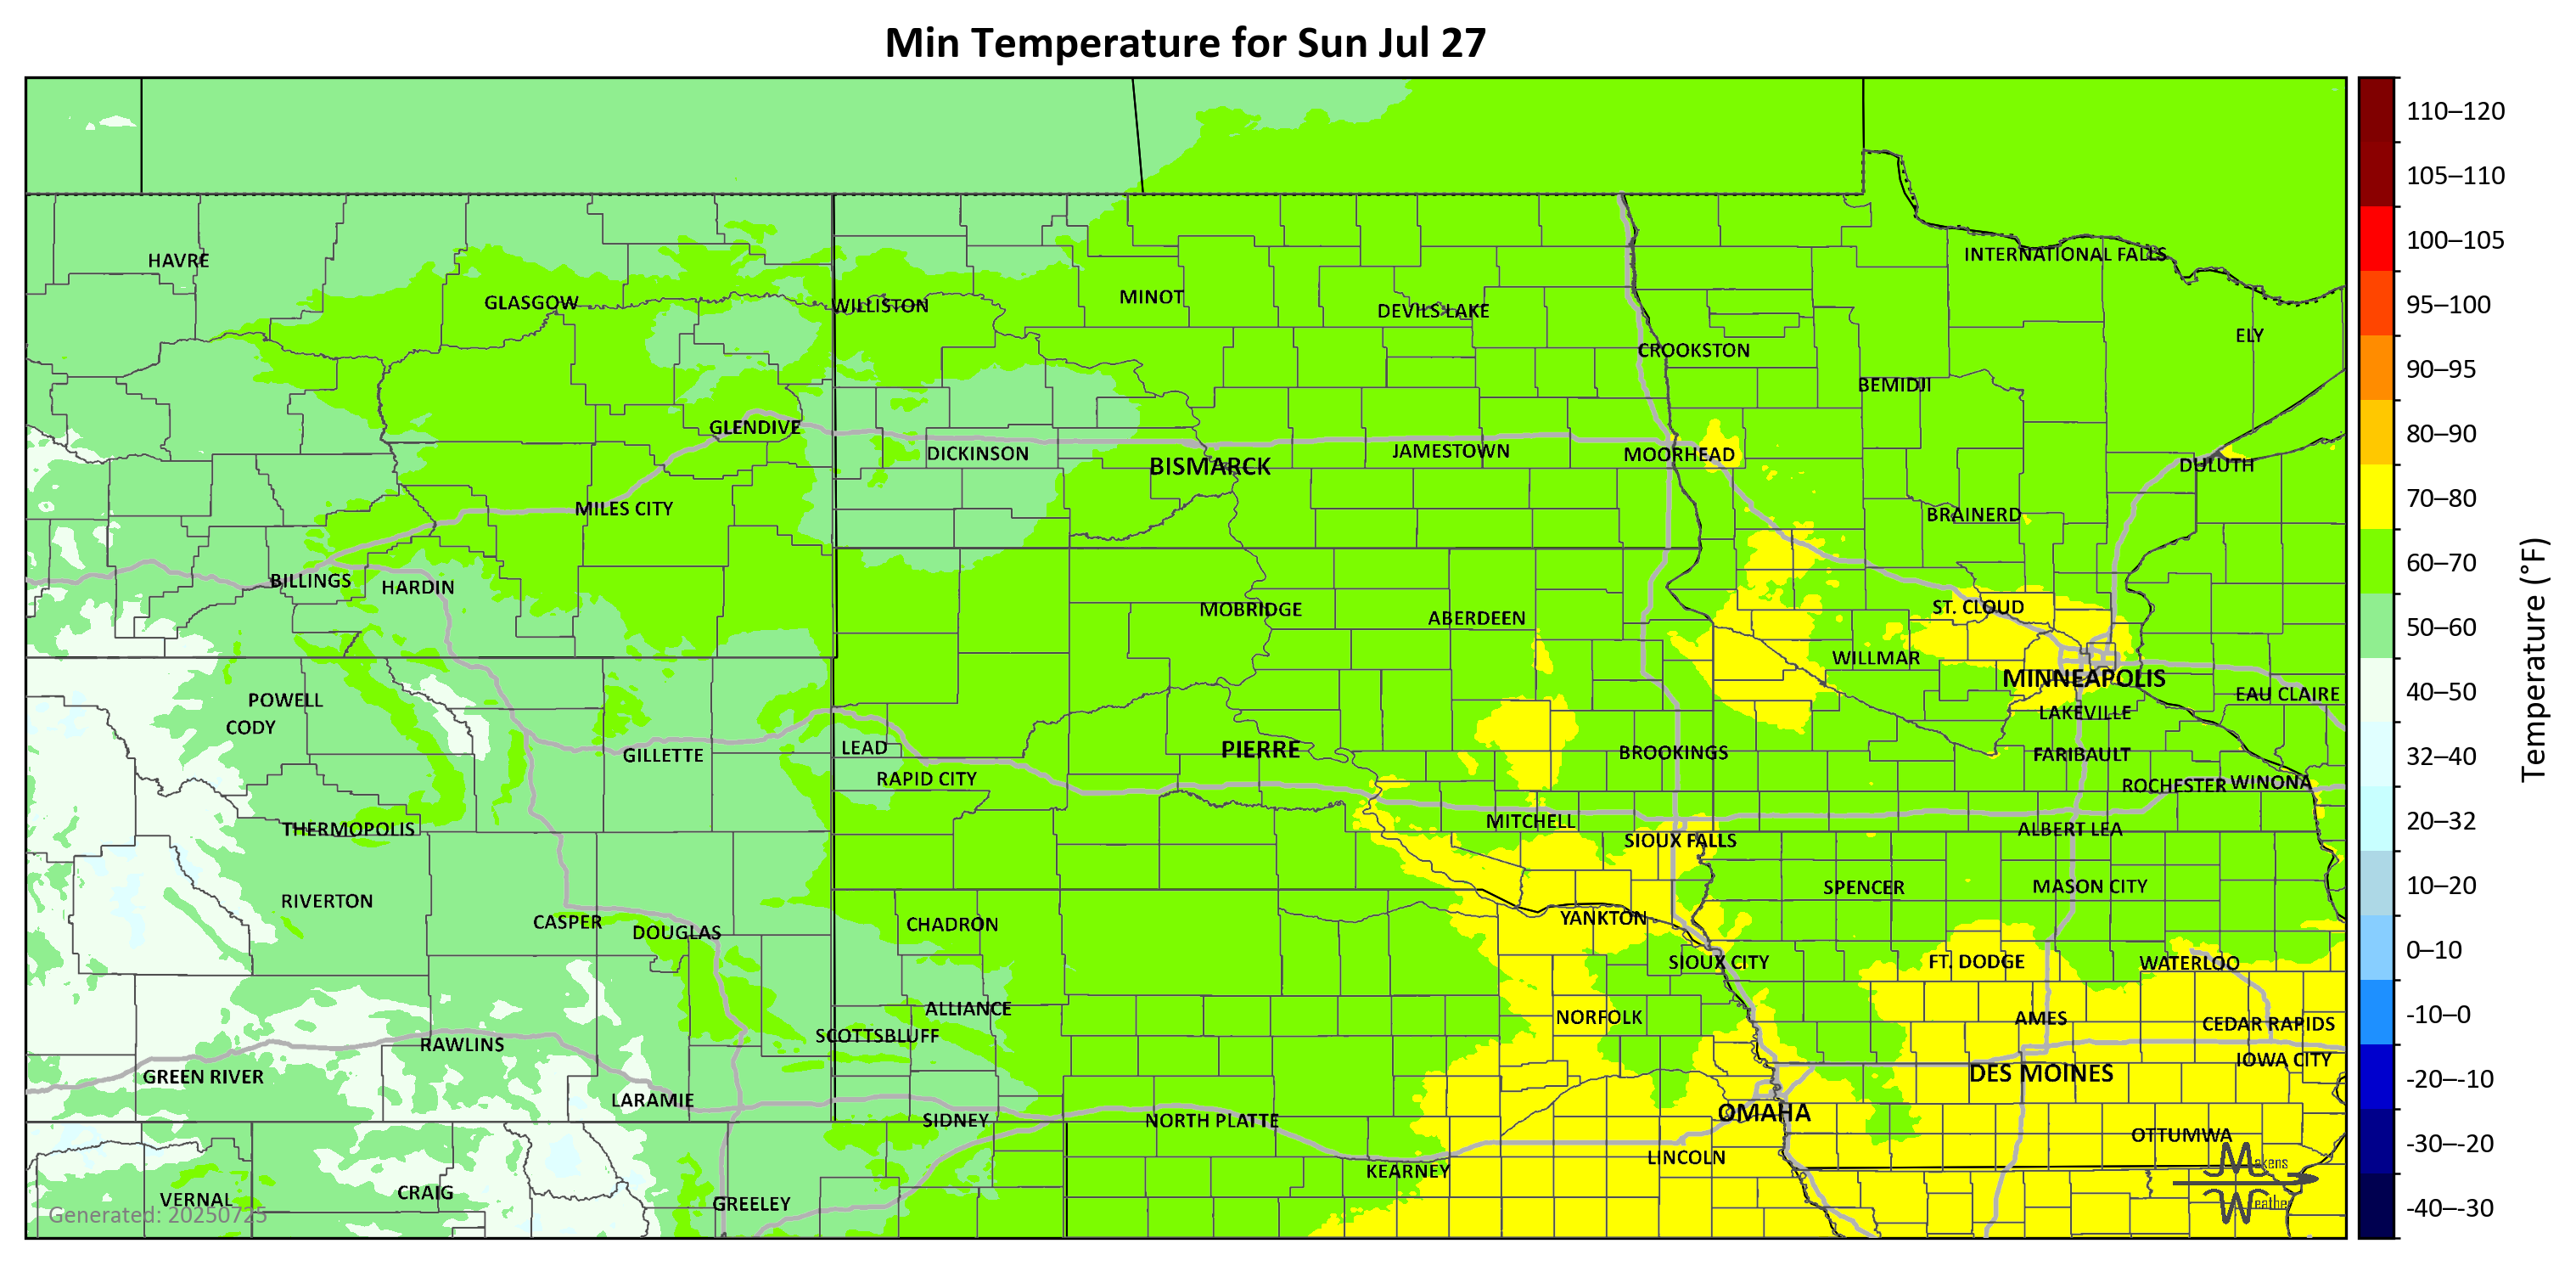 Min Temperature for Sun Jul 27
HAVRE
GLASGOW
WILLISTON
MINOT
DEVILS LAKE
INTERNATIONAL FALLS
ELY
CROOKSTON
BEMIDJI
GLENDIVE
DICKINSON
BISMARCK
JAMESTOWN
MOORHEAD
DULUTH
MILES CITY
BRAINERD
BILLINGS
HARDIN
MOBRIDGE
ABERDEEN
ST. CLOUD
WILLMAR
MINNEAPOLIS
EAU CLAIRE
POWELL
CODY
LAKEVILLE
GILLETTE
LEAD
RAPID CITY
PIERRE
BROOKINGS
FARIBAULT
ROCHESTER
WINONA
THERMOPOLIS
MITCHELL
SIOUX FALLS
ALBERT LEA
RIVERTON
SPENCER
MASON CITY
CASPER
DOUGLAS
CHADRON
YANKTON
SIOUX CITY
FT. DODGE
WATERLOO
ALLIANCE
SCOTTSBLUFF
NORFOLK
AMES
CEDAR RAPIDS
RAWLINS
IOWA CITY
GREEN RIVER
DES MOINES
LARAMIE
SIDNEY
NORTH PLATTE
OMAHA
OTTUMWA
KEARNEY
LINCOLN
VERNAL
CRAIG
GREELEY
Generated: 20250725
Makens
Weather
110–120
105–110
100–105
95–100
90–95
80–90
70–80
60–70
50–60
40–50
32–40
20–32
10–20
0–10
-10–0
-20–-10
-30–-20
-40–-30
Temperature (°F)